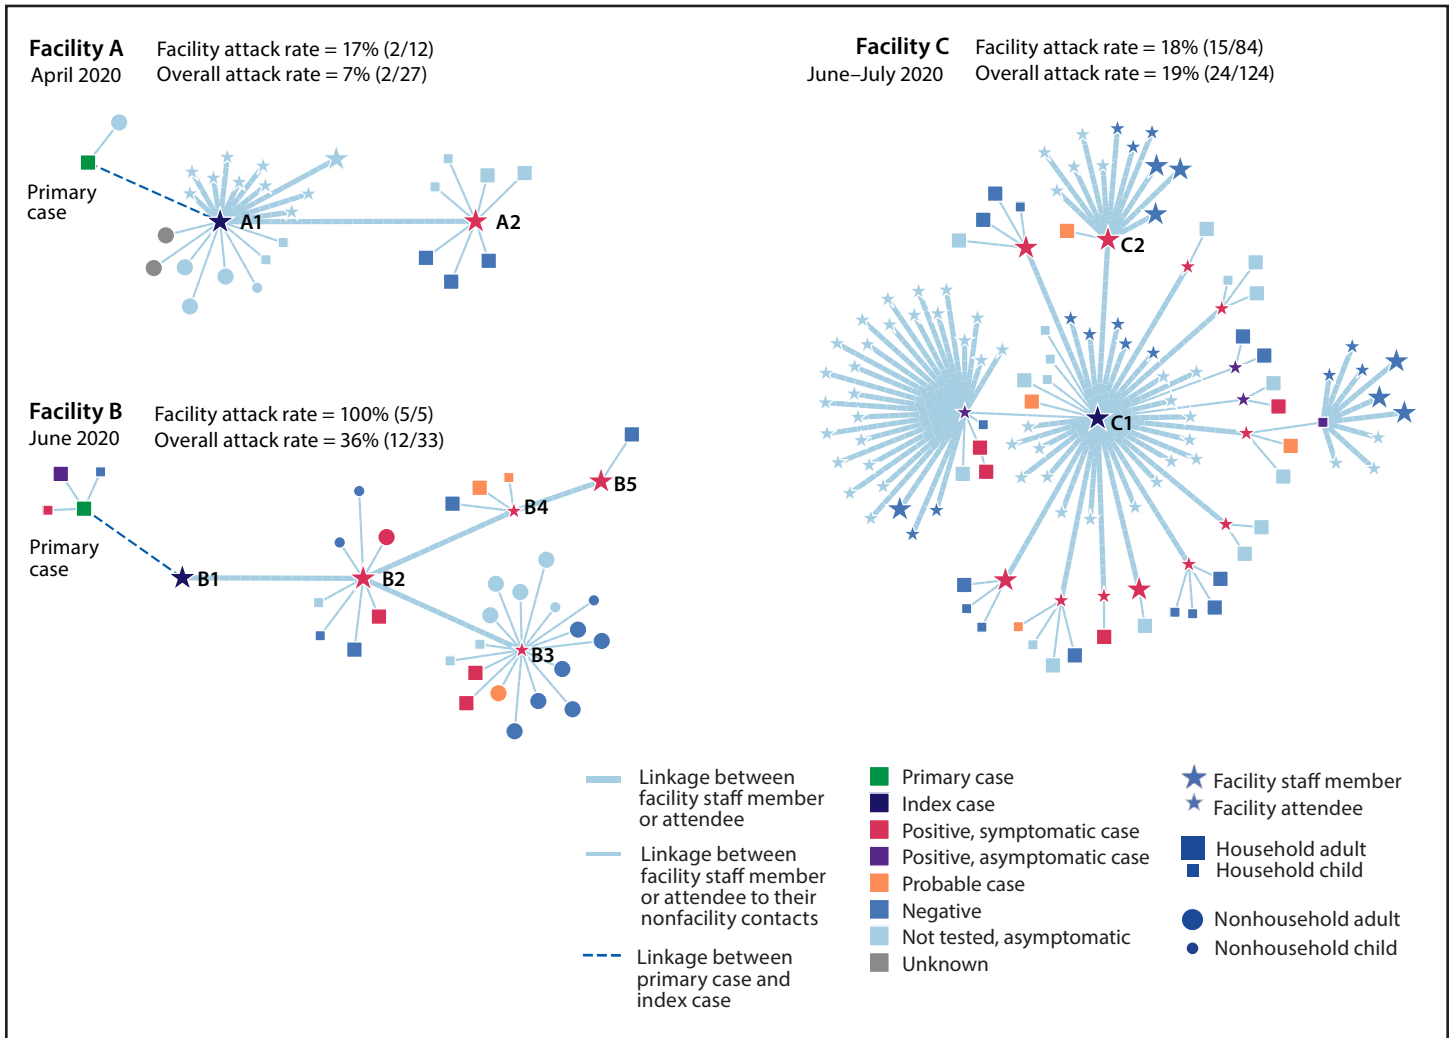 Facility A
April 2020
Facility attack rate = 17% (2/12)
Overall attack rate = 7% (2/27)
Primary
case
A1
A2
Facility B
June 2020
Facility attack rate = 100% (5/5)
Overall attack rate = 36% (12/33)
Primary
case
B1
B2
B3
B4
B5
Facility C
June–July 2020
Facility attack rate = 18% (15/84)
Overall attack rate = 19% (24/124)
C2
C1
Linkage between
facility staff member
or attendee
Linkage between
facility staff member
or attendee to their
nonfacility contacts
Linkage between
primary case and
index case
Primary case
Index case
Positive, symptomatic case
Positive, asymptomatic case
Probable case
Negative
Not tested, asymptomatic
Unknown
Facility staff member
Facility attendee
Household adult
Household child
Nonhousehold adult
Nonhousehold child